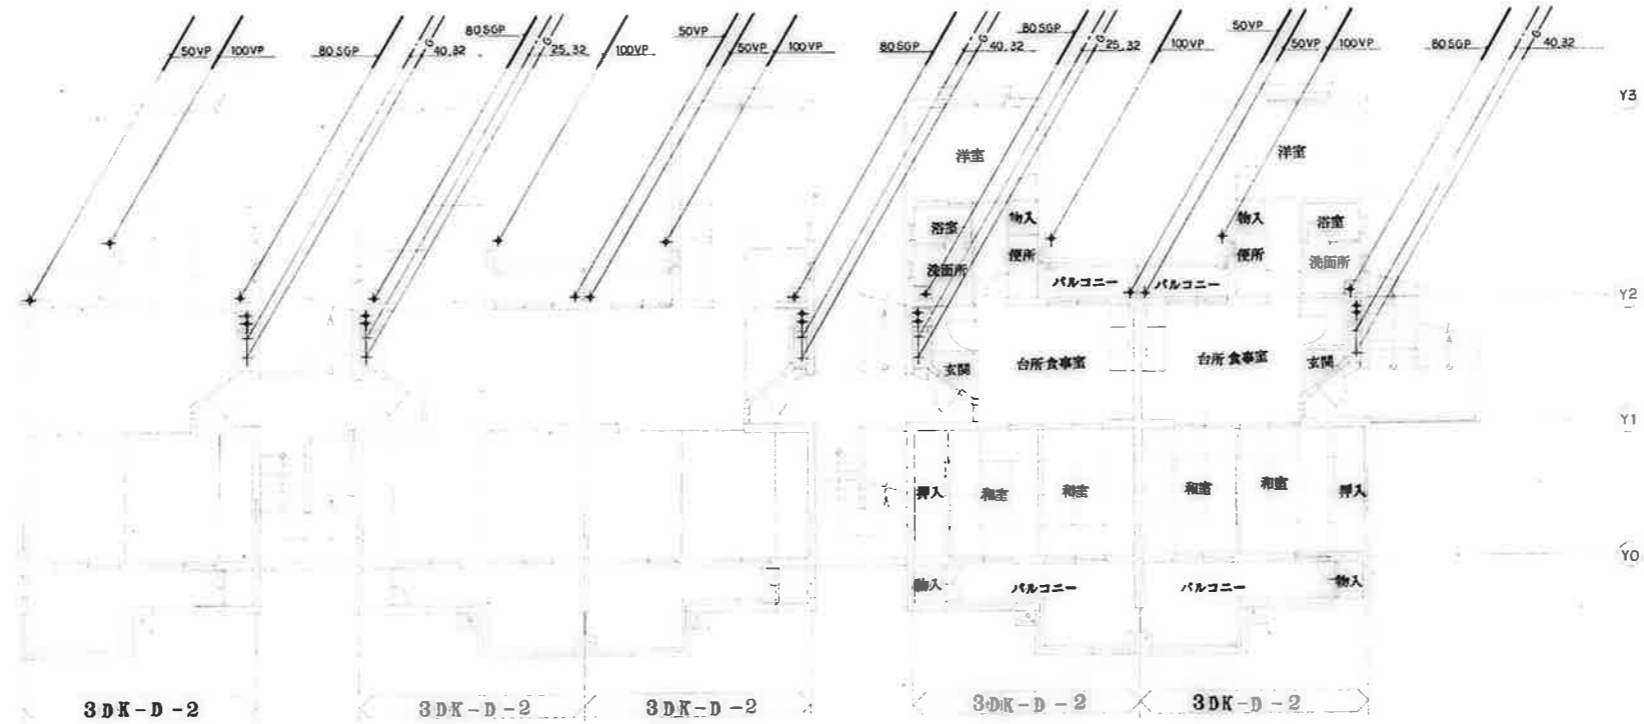 50VP 100VP 80SGP G 40.32 80SGP G 25.32 100VP 50VP 50VP 100VP 80SGP G 40.32 80SGP G 25.32 100VP 50VP 50VP 100VP 80SGP G 40.32
Y3
洋室 洋室
浴室 物入 物入 浴室
洗面所 便所 便所 洗面所
バルコニー バルコニー
Y2
玄関 台所食事室 台所食事室 玄関
Y1
押入 和室 和室 和室 和室 押入
Y0
物入 バルコニー バルコニー 物入
3DK-D-2 3DK-D-2 3DK-D-2 3DK-D-2 3DK-D-2